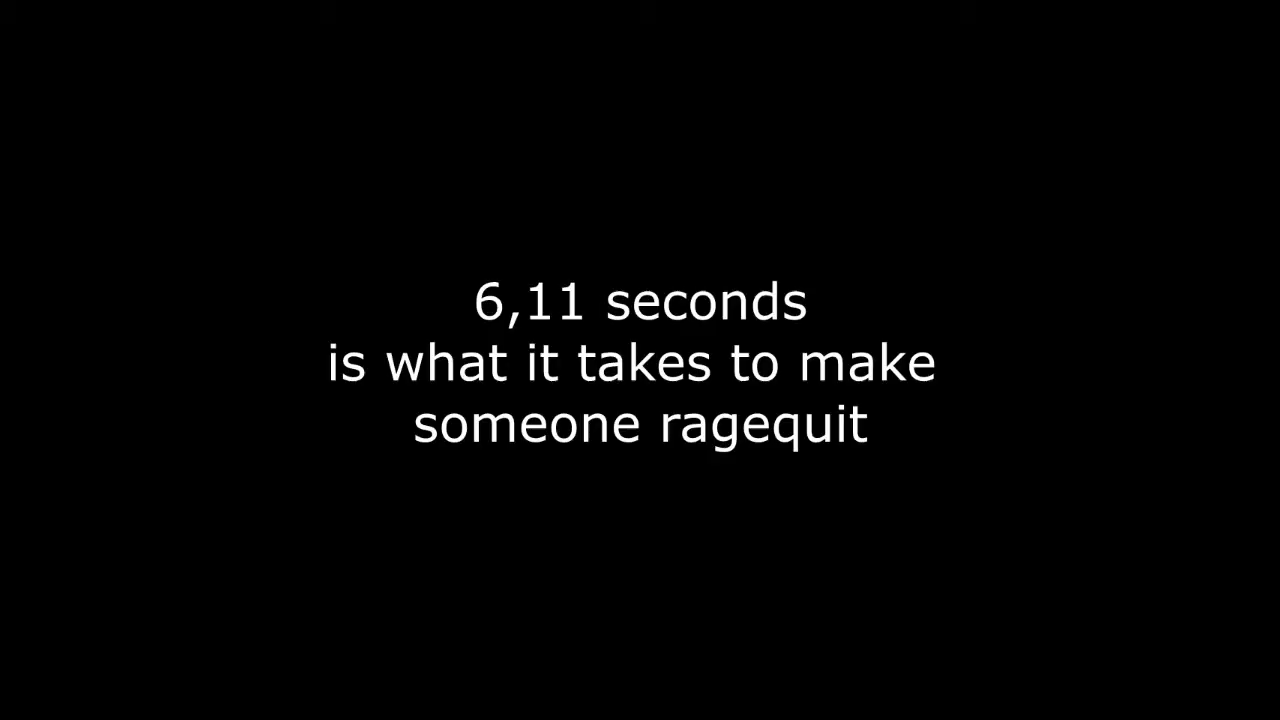 6,11 seconds
is what it takes to make
someone ragequit